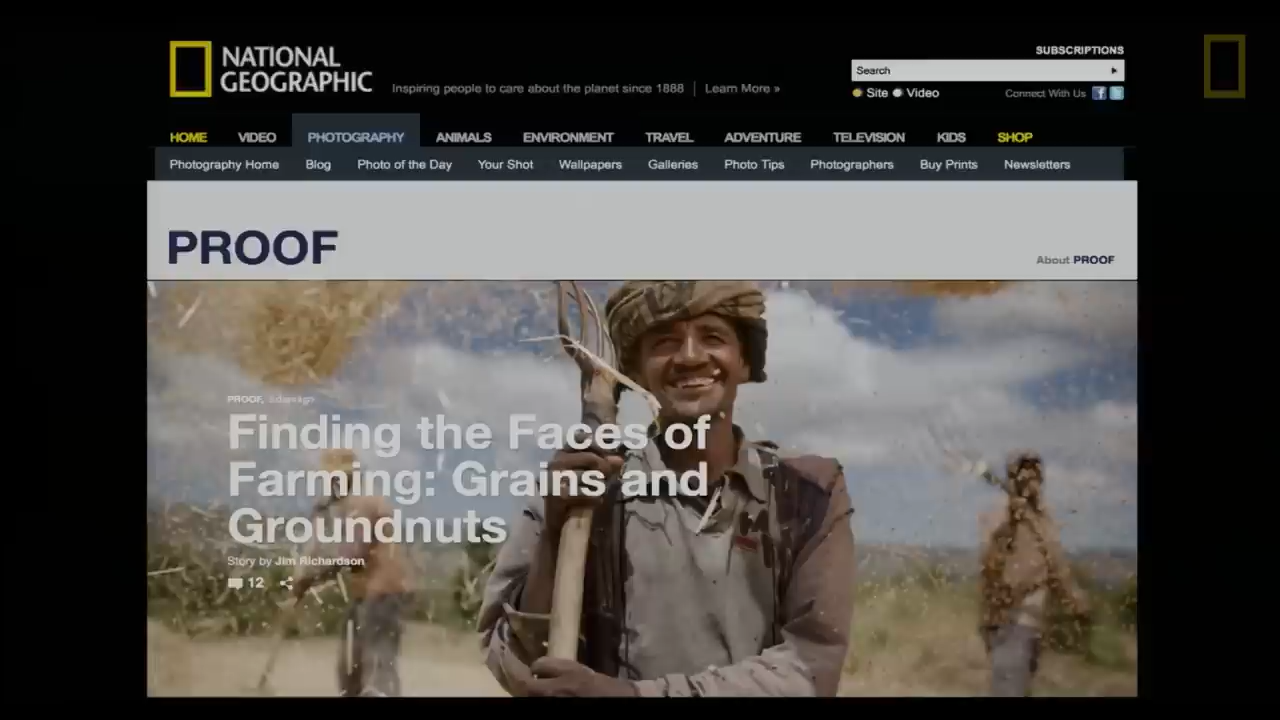 NATIONAL
GEOGRAPHIC
Inspiring people to care about the planet since 1888 | Learn More »
SUBSCRIPTIONS
Search
Site Video
Connect With Us
HOME VIDEO PHOTOGRAPHY ANIMALS ENVIRONMENT TRAVEL ADVENTURE TELEVISION KIDS SHOP
Photography Home Blog Photo of the Day Your Shot Wallpapers Galleries Photo Tips Photographers Buy Prints Newsletters
PROOF
About PROOF
PROOF,
Finding the Faces of
Farming: Grains and
Groundnuts
Story by Jim Richardson
12